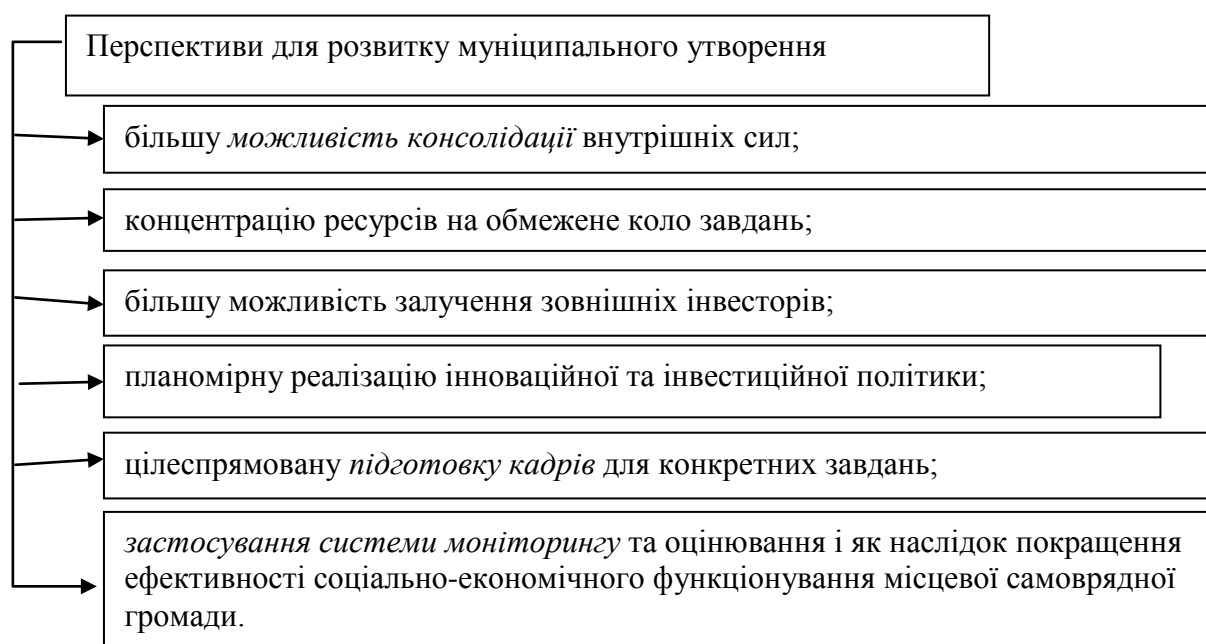 Перспективи для розвитку муніципального утворення
більшу можливість консолідації внутрішніх сил;
концентрацію ресурсів на обмежене коло завдань;
більшу можливість залучення зовнішніх інвесторів;
планомірну реалізацію інноваційної та інвестиційної політики;
цілеспрямовану підготовку кадрів для конкретних завдань;
застосування системи моніторингу та оцінювання і як наслідок покращення
ефективності соціально-економічного функціонування місцевої самоврядної
громади.